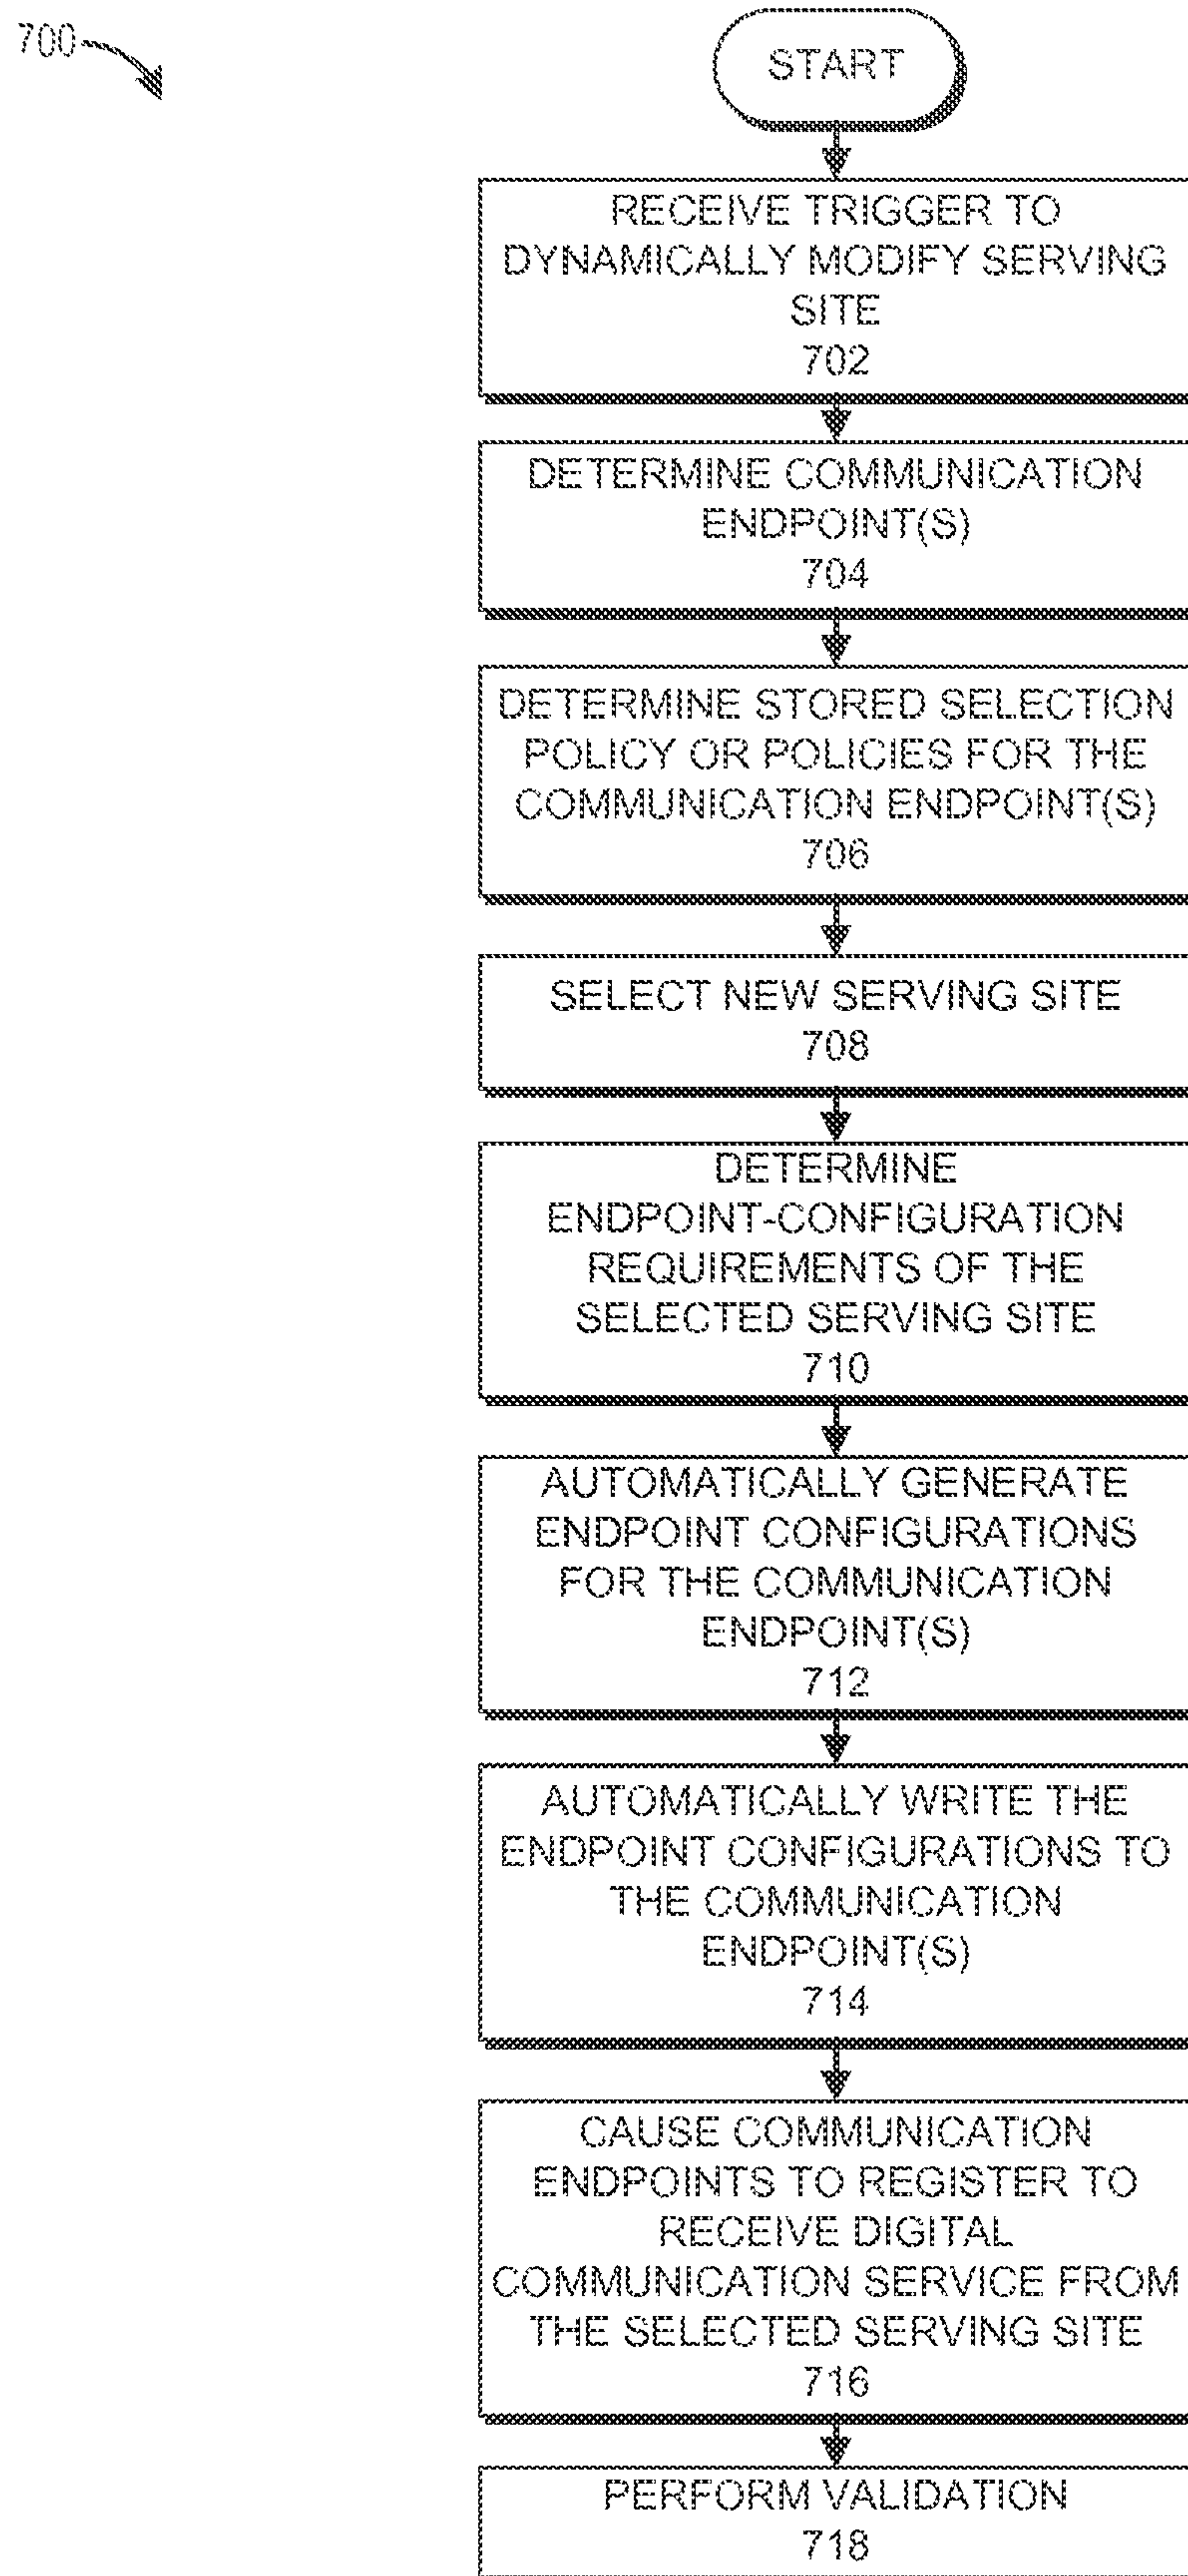 700
START
RECEIVE TRIGGER TO
DYNAMICALLY MODIFY SERVING
SITE
702
DETERMINE COMMUNICATION
ENDPOINT(S)
704
DETERMINE STORED SELECTION
POLICY OR POLICIES FOR THE
COMMUNICATION ENDPOINT(S)
706
SELECT NEW SERVING SITE
708
DETERMINE
ENDPOINT-CONFIGURATION
REQUIREMENTS OF THE
SELECTED SERVING SITE
710
AUTOMATICALLY GENERATE
ENDPOINT CONFIGURATIONS
FOR THE COMMUNICATION
ENDPOINT(S)
712
AUTOMATICALLY WRITE THE
ENDPOINT CONFIGURATIONS TO
THE COMMUNICATION
ENDPOINT(S)
714
CAUSE COMMUNICATION
ENDPOINTS TO REGISTER TO
RECEIVE DIGITAL
COMMUNICATION SERVICE FROM
THE SELECTED SERVING SITE
716
PERFORM VALIDATION
718